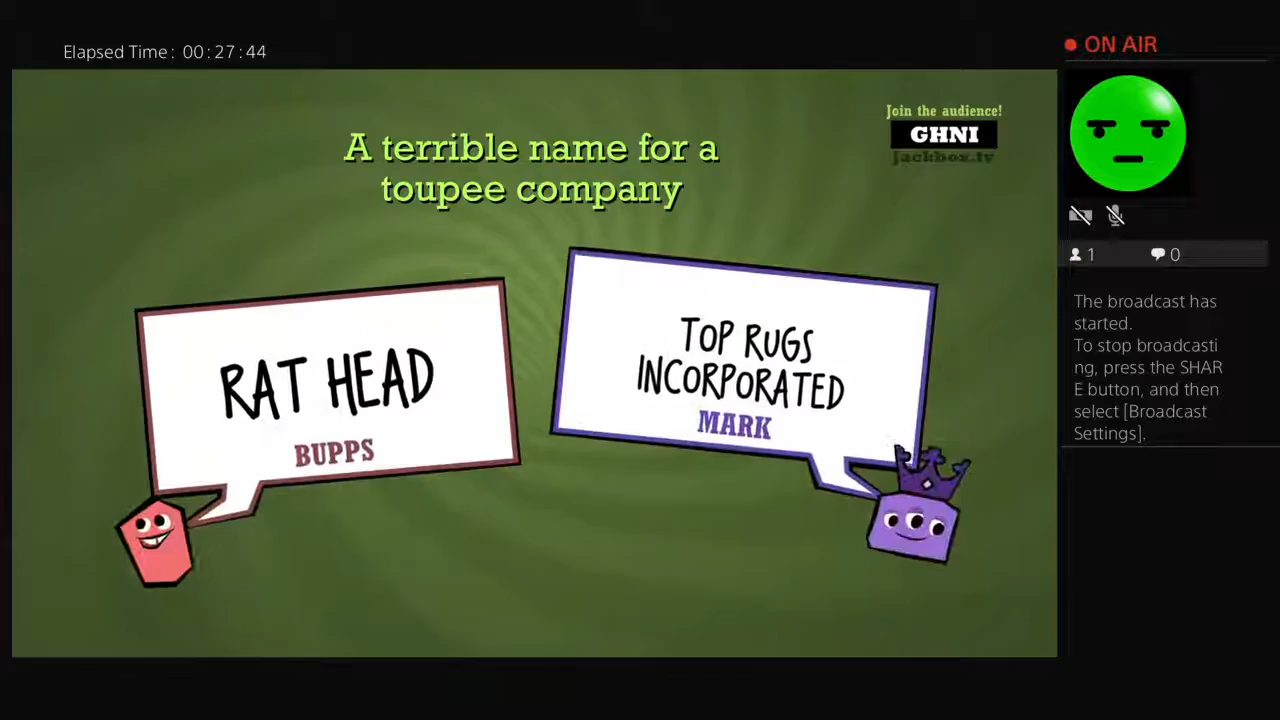 Elapsed Time: 00:27:44
ON AIR
Join the audience!
GHNI
jackbox.tv
A terrible name for a
toupee company
RAT HEAD
BUPPS
TOP RUGS
INCORPORATED
MARK
1
0
The broadcast has
started.
To stop broadcasti
ng, press the SHAR
E button, and then
select [Broadcast
Settings].